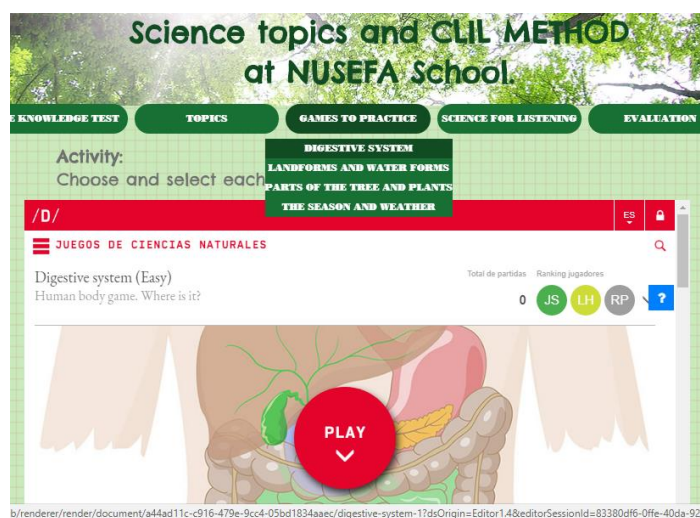 Science topics and CLIL METHOD
at NUSEFA School.
E KNOWLEDGE TEST TOPICS GAMES TO PRACTICE SCIENCE FOR LISTENING EVALUATION
DIGESTIVE SYSTEM
LANDFORMS AND WATER FORMS
PARTS OF THE TREE AND PLANTS
THE SEASON AND WEATHER
Activity:
Choose and select each
/D/ ES
JUEGOS DE CIENCIAS NATURALES
Digestive system (Easy)
Human body game. Where is it?
Total de partidas Ranking jugadores
0 JS LH RP ?
PLAY
b/renderer/render/document/a44ad11c-c916-479e-9cc4-05bd1834aaec/digestive-system-1?dsOrigin=Editor1.4&editorSessionId=83380df6-0ffe-40da-92